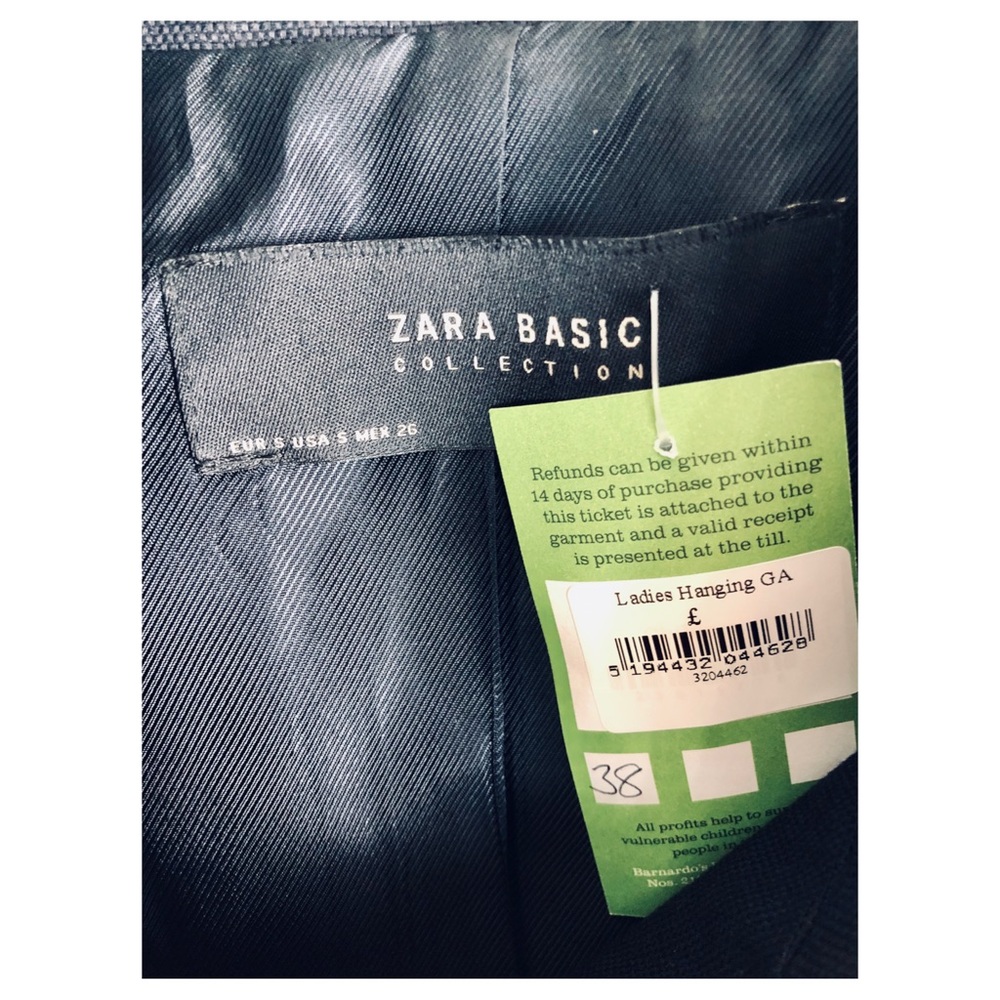 ZARA BASIC
COLLECTION
EUR S USA S MEX 26
Refunds can be given within
14 days of purchase providing
this ticket is attached to the
garment and a valid receipt
is presented at the till.
Ladies Hanging GA
£
5 194432 044628
3204462
38
All profits help to
vulnerable children
people in
Barnardo's
Nos.